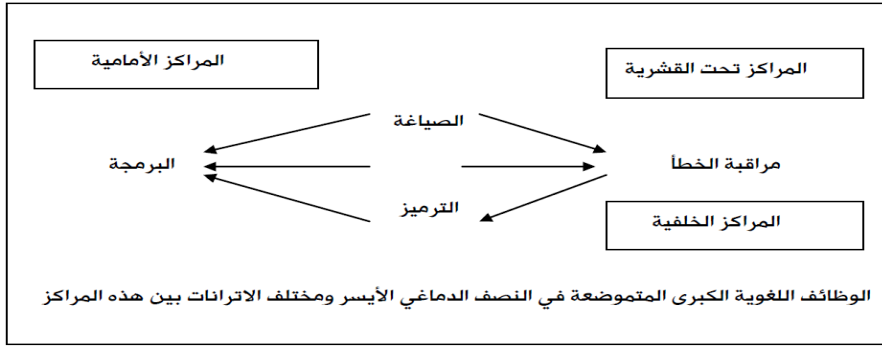 المراكز الأمامية
المراكز تحت القشرية
الصياغة
مراقبة الخطأ
البرمجة
الترميز
المراكز الخلفية
الوظائف اللغوية الكبرى المتموضعة في النصف الدماغي الأيسر ومختلف الاترانات بين هذه المراكز